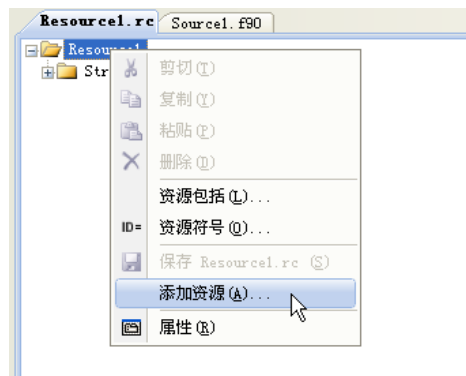 Resource1.rc Source1.f90
Resource1
Str
剪切(T)
复制(Y)
粘贴(P)
删除(D)
资源包括(L)...
ID= 资源符号(O)...
保存 Resource1.rc (S)
添加资源(A)...
属性(R)